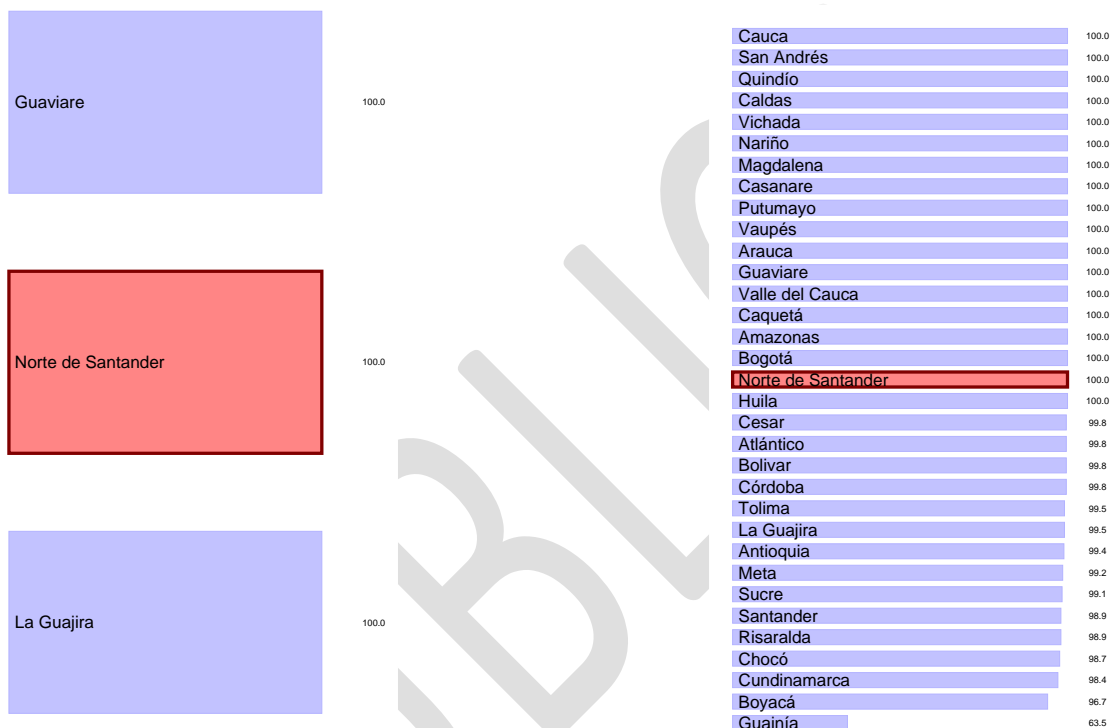 Guaviare 100.0
Norte de Santander 100.0
La Guajira 100.0
Cauca 100.0
San Andrés 100.0
Quindío 100.0
Caldas 100.0
Vichada 100.0
Nariño 100.0
Magdalena 100.0
Casanare 100.0
Putumayo 100.0
Vaupés 100.0
Arauca 100.0
Guaviare 100.0
Valle del Cauca 100.0
Caquetá 100.0
Amazonas 100.0
Bogotá 100.0
Norte de Santander 100.0
Huila 100.0
Cesar 99.8
Atlántico 99.8
Bolivar 99.8
Córdoba 99.8
Tolima 99.5
La Guajira 99.5
Antioquia 99.4
Meta 99.2
Sucre 99.1
Santander 98.9
Risaralda 98.9
Chocó 98.7
Cundinamarca 98.4
Boyacá 96.7
Guainía 63.5